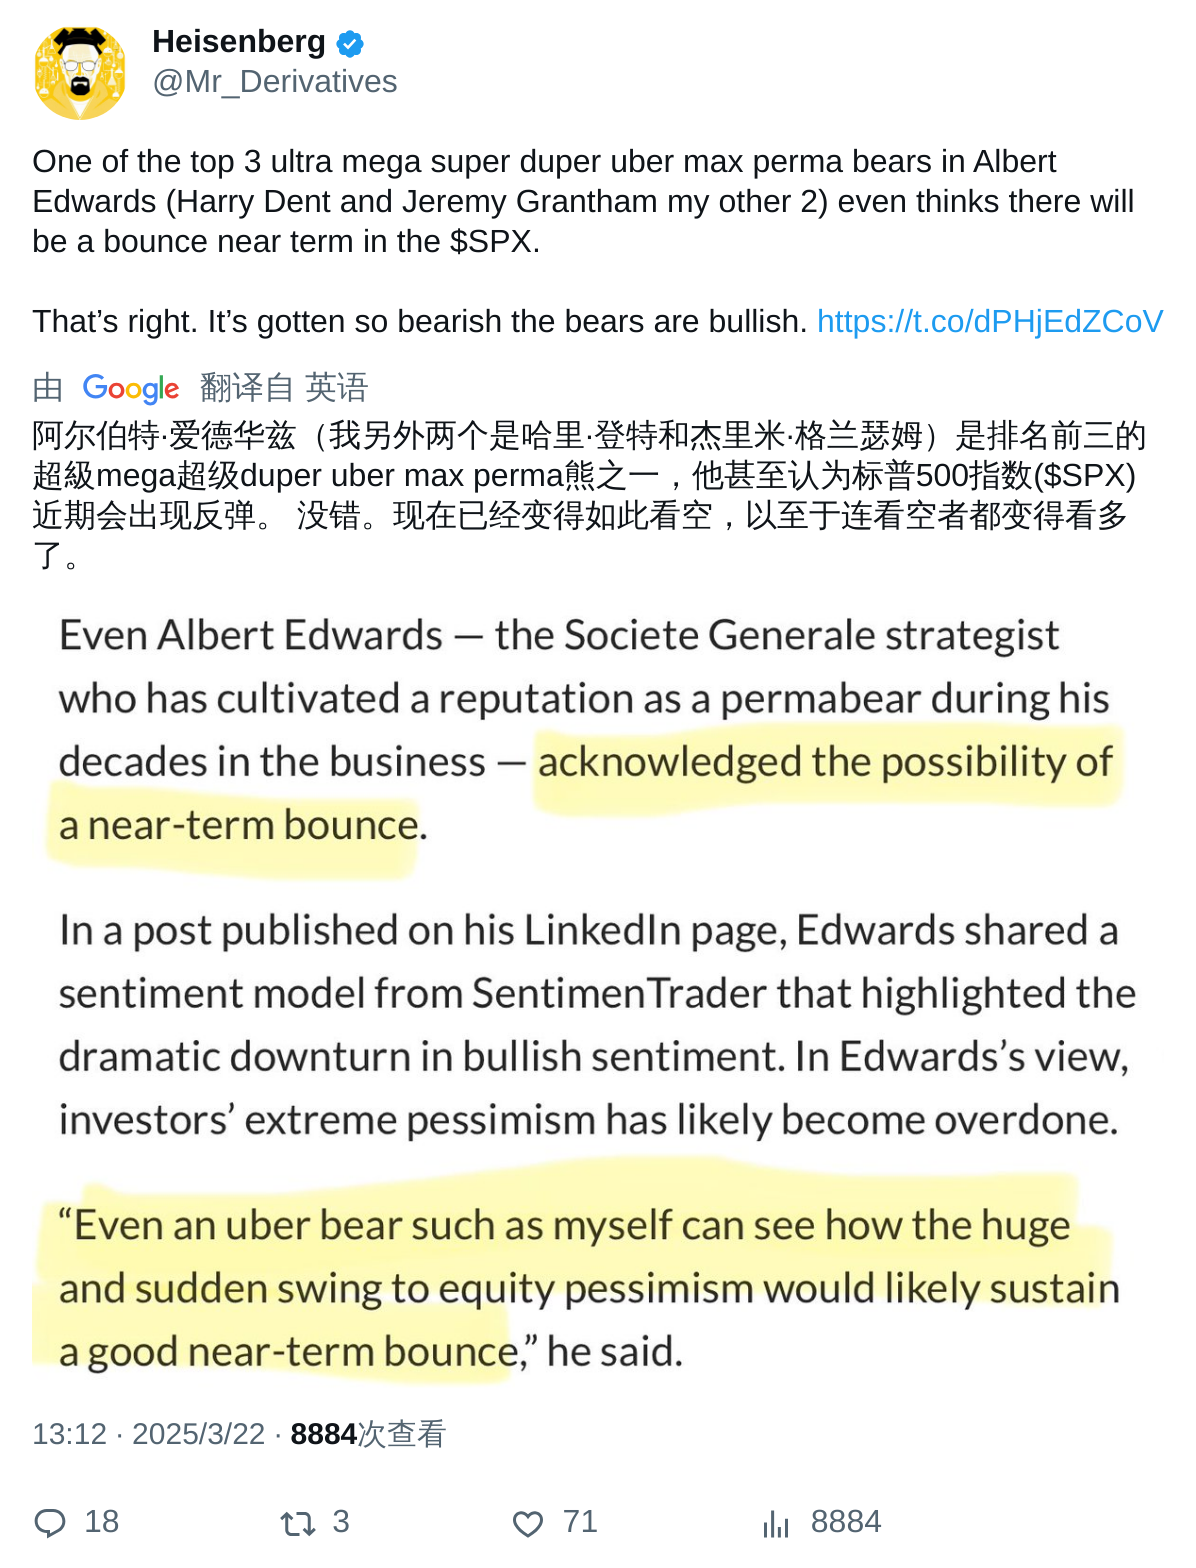 Heisenberg
@Mr_Derivatives
One of the top 3 ultra mega super duper uber max perma bears in Albert
Edwards (Harry Dent and Jeremy Grantham my other 2) even thinks there will
be a bounce near term in the $SPX.
That’s right. It’s gotten so bearish the bears are bullish. https://t.co/dPHjEdZCoV
由 Google 翻译自 英语
阿尔伯特·爱德华兹（我另外两个是哈里·登特和杰里米·格兰瑟姆）是排名前三的
超級mega超级duper uber max perma熊之一，他甚至认为标普500指数($SPX)
近期会出现反弹。 没错。现在已经变得如此看空，以至于连看空者都变得看多
了。
Even Albert Edwards — the Societe Generale strategist
who has cultivated a reputation as a permabear during his
decades in the business — acknowledged the possibility of
a near-term bounce.
In a post published on his LinkedIn page, Edwards shared a
sentiment model from SentimenTrader that highlighted the
dramatic downturn in bullish sentiment. In Edwards’s view,
investors’ extreme pessimism has likely become overdone.
“Even an uber bear such as myself can see how the huge
and sudden swing to equity pessimism would likely sustain
a good near-term bounce,” he said.
13:12 · 2025/3/22 · 8884次查看
18 3 71 8884